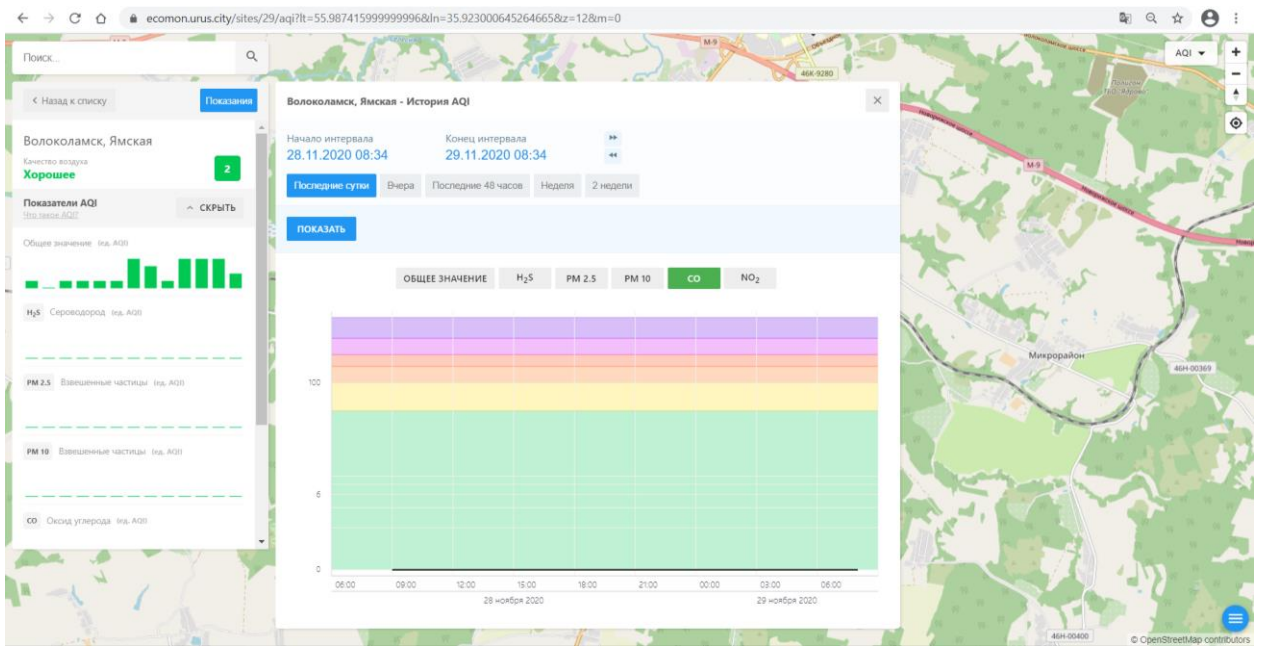 ecomon.urus.city/sites/29/aqi?lt=55.987415999999996&ln=35.923000645264665&z=12&m=0
Поиск...
М-9
46К-9280
AQI
+
−
Назад к списку
Показания
Волоколамск, Ямская
Качество воздуха
Хорошее
2
Показатели AQI
Что такое AQI?
СКРЫТЬ
Общее значение (ед. AQI)
H₂S Сероводород (ед. AQI)
PM 2.5 Взвешенные частицы (ед. AQI)
PM 10 Взвешенные частицы (ед. AQI)
CO Оксид углерода (ед. AQI)
Волоколамск, Ямская - История AQI
Начало интервала
28.11.2020 08:34
Конец интервала
29.11.2020 08:34
Последние сутки Вчера Последние 48 часов Неделя 2 недели
ПОКАЗАТЬ
ОБЩЕЕ ЗНАЧЕНИЕ H₂S PM 2.5 PM 10 CO NO₂
100
6
0
06:00 09:00 12:00 15:00 18:00 21:00 00:00 03:00 06:00
28 ноября 2020 29 ноября 2020
М-9
Новорижское шоссе
Микрорайон
46Н-00369
46Н-00400
© OpenStreetMap contributors